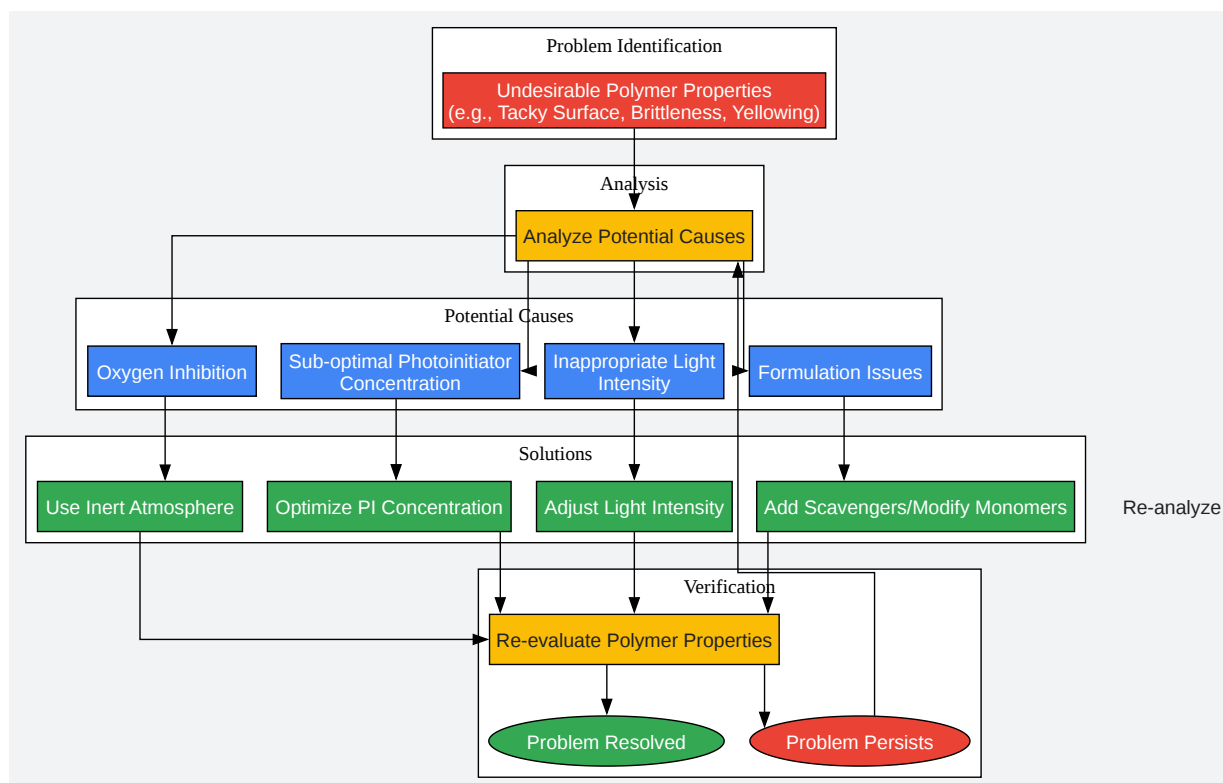 Problem Identification
Undesirable Polymer Properties
(e.g., Tacky Surface, Brittleness, Yellowing)
Analysis
Analyze Potential Causes
Potential Causes
Oxygen Inhibition
Sub-optimal Photoinitiator
Concentration
Inappropriate Light
Intensity
Formulation Issues
Solutions
Use Inert Atmosphere
Optimize PI Concentration
Adjust Light Intensity
Add Scavengers/Modify Monomers
Re-analyze
Verification
Re-evaluate Polymer Properties
Problem Resolved
Problem Persists